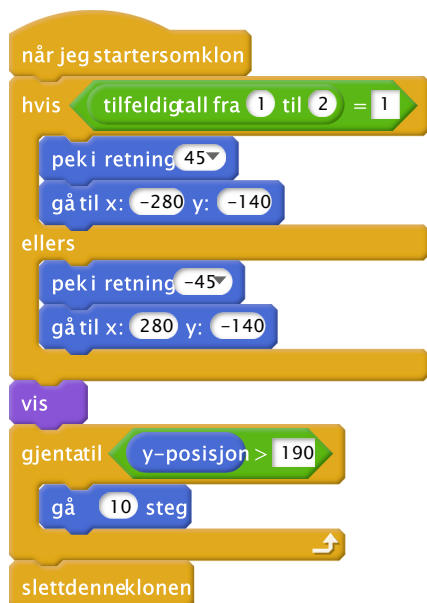 når jeg startersomklon
hvis tilfeldigtall fra 1 til 2 = 1
pek i retning 45
gå til x: -280 y: -140
ellers
pek i retning -45
gå til x: 280 y: -140
vis
gjentatil y-posisjon > 190
gå 10 steg
slettdenneklonen